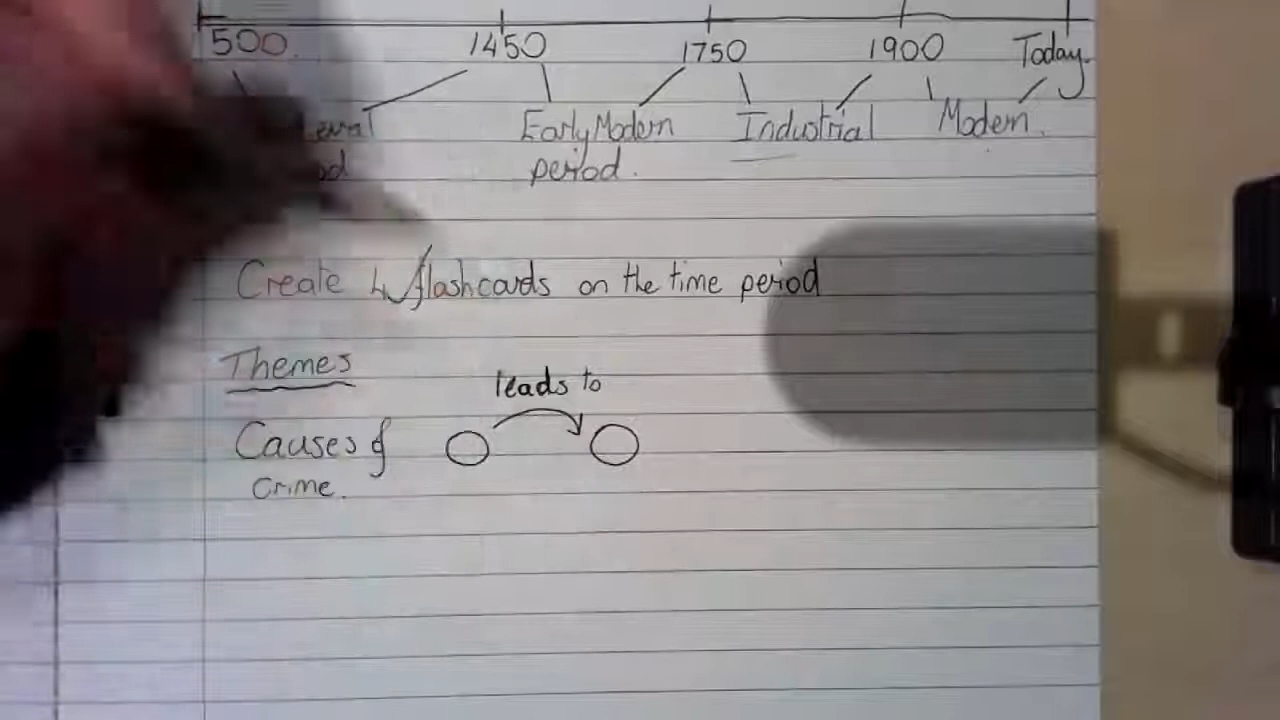 500. 1450 1750 1900 Today.
Early Modern Industrial Modern.
period.
Create 4 flashcards on the time period
Themes
leads to
Causes of
Crime.